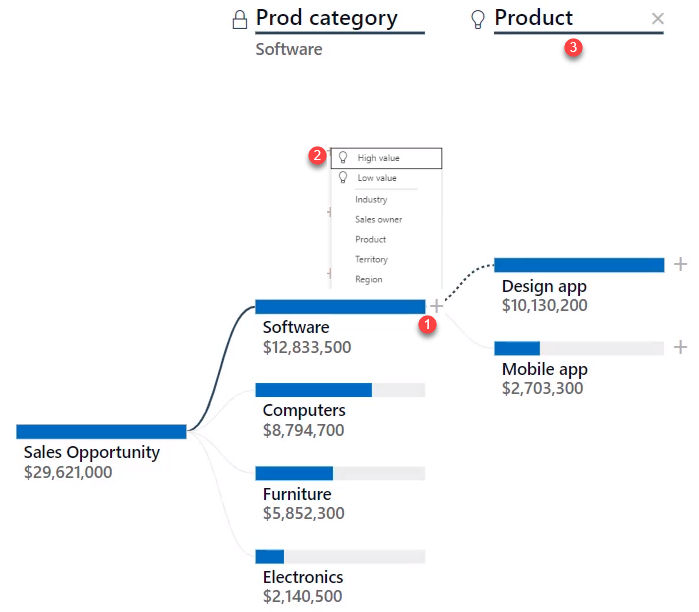 Prod category
Software
Product
3
2
High value
Low value
Industry
Sales owner
Product
Territory
Region
1
Software
$12,833,500
Computers
$8,794,700
Furniture
$5,852,300
Electronics
$2,140,500
Design app
$10,130,200
Mobile app
$2,703,300
Sales Opportunity
$29,621,000